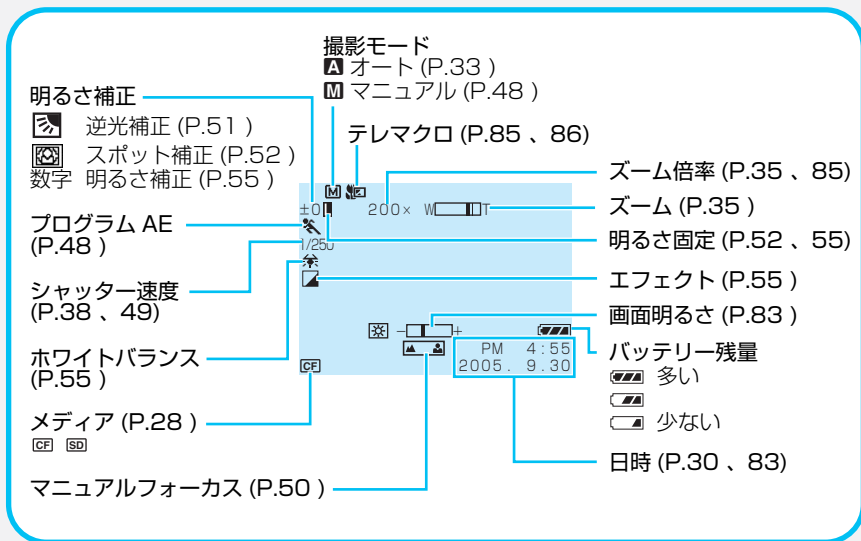 撮影モード
A オート (P.33 )
M マニュアル (P.48 )
テレマクロ (P.85 、86)
明るさ補正
逆光補正 (P.51 )
スポット補正 (P.52 )
数字 明るさ補正 (P.55 )
プログラム AE
(P.48 )
シャッター速度
(P.38 、49)
ホワイトバランス
(P.55 )
メディア (P.28 )
CF SD
マニュアルフォーカス (P.50 )
M
±0 200× W T
1/250
− +
CF
PM 4:55
2005. 9.30
ズーム倍率 (P.35 、85)
ズーム (P.35 )
明るさ固定 (P.52 、55)
エフェクト (P.55 )
画面明るさ (P.83 )
バッテリー残量
多い
少ない
日時 (P.30 、83)